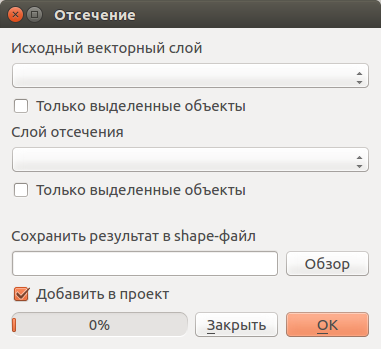 Отсечение
Исходный векторный слой
Только выделенные объекты
Слой отсечения
Только выделенные объекты
Сохранить результат в shape-файл
Обзор
Добавить в проект
0%
Закрыть
OK